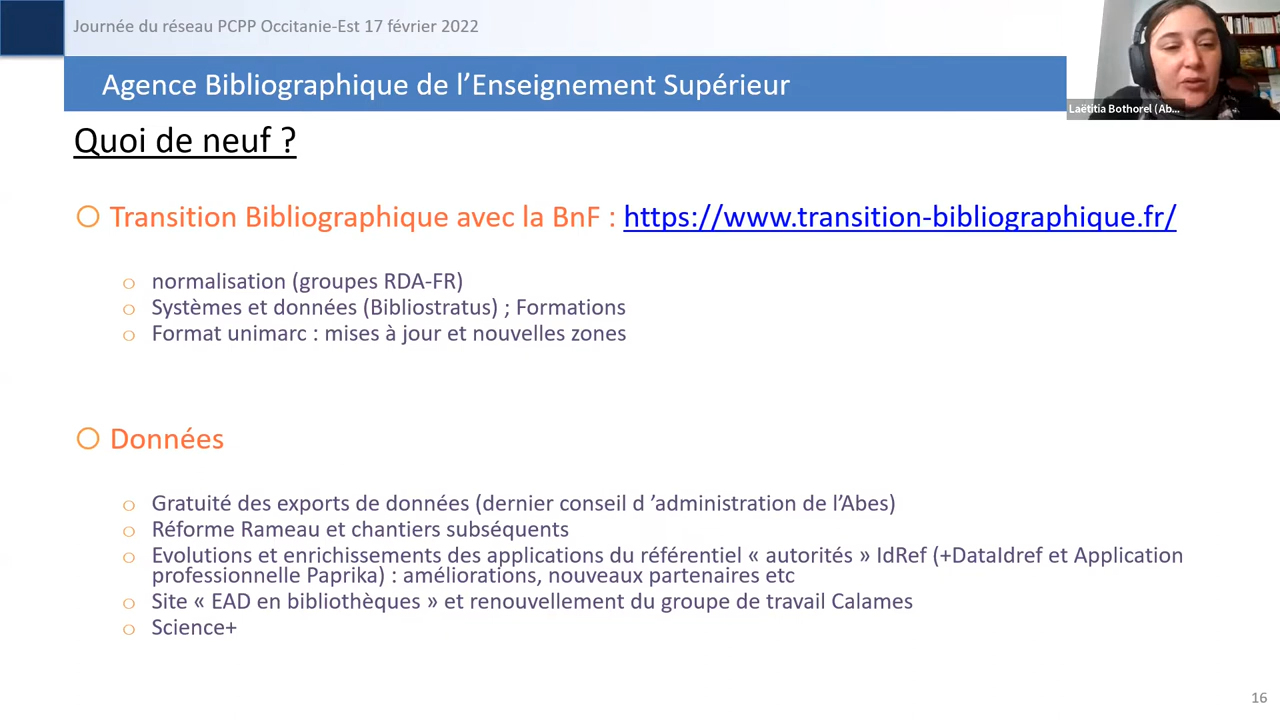 Journée du réseau PCPP Occitanie-Est 17 février 2022
Agence Bibliographique de l’Enseignement Supérieur
Laëtitia Bothorel (Ab...
Quoi de neuf ?
Transition Bibliographique avec la BnF : https://www.transition-bibliographique.fr/
normalisation (groupes RDA-FR)
Systèmes et données (Bibliostratus) ; Formations
Format unimarc : mises à jour et nouvelles zones
Données
Gratuité des exports de données (dernier conseil d ’administration de l’Abes)
Réforme Rameau et chantiers subséquents
Evolutions et enrichissements des applications du référentiel « autorités » IdRef (+DataIdref et Application
professionnelle Paprika) : améliorations, nouveaux partenaires etc
Site « EAD en bibliothèques » et renouvellement du groupe de travail Calames
Science+
16